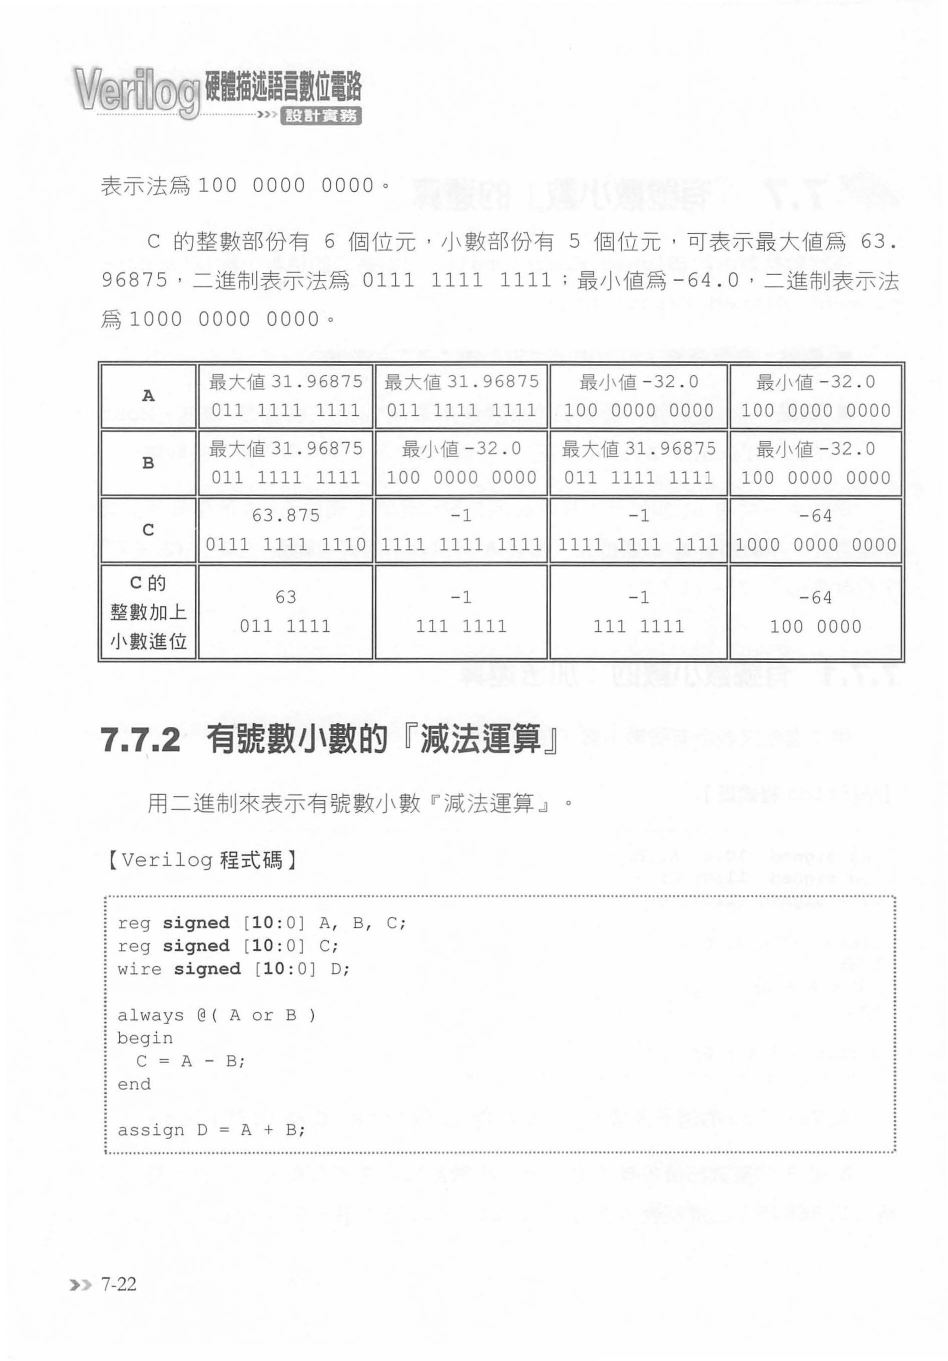 Verilog 硬體描述語言數位電路
>>> 設計實務
表示法爲 100 0000 0000。
C 的整數部份有 6 個位元，小數部份有 5 個位元，可表示最大値爲 63.
96875，二進制表示法爲 0111 1111 1111；最小値爲 -64.0，二進制表示法
爲 1000 0000 0000。
A 最大値 31.96875 最大値 31.96875 最小値 -32.0 最小値 -32.0
011 1111 1111 011 1111 1111 100 0000 0000 100 0000 0000
B 最大値 31.96875 最小値 -32.0 最大値 31.96875 最小値 -32.0
011 1111 1111 100 0000 0000 011 1111 1111 100 0000 0000
C 63.875 -1 -1 -64
0111 1111 1110 1111 1111 1111 1111 1111 1111 1000 0000 0000
C 的
整數加上
小數進位
63 -1 -1 -64
011 1111 111 1111 111 1111 100 0000
7.7.2 有號數小數的『減法運算』
用二進制來表示有號數小數『減法運算』。
【Verilog 程式碼】
reg signed [10:0] A, B, C;
reg signed [10:0] C;
wire signed [10:0] D;
always @( A or B )
begin
C = A - B;
end
assign D = A + B;
>> 7-22